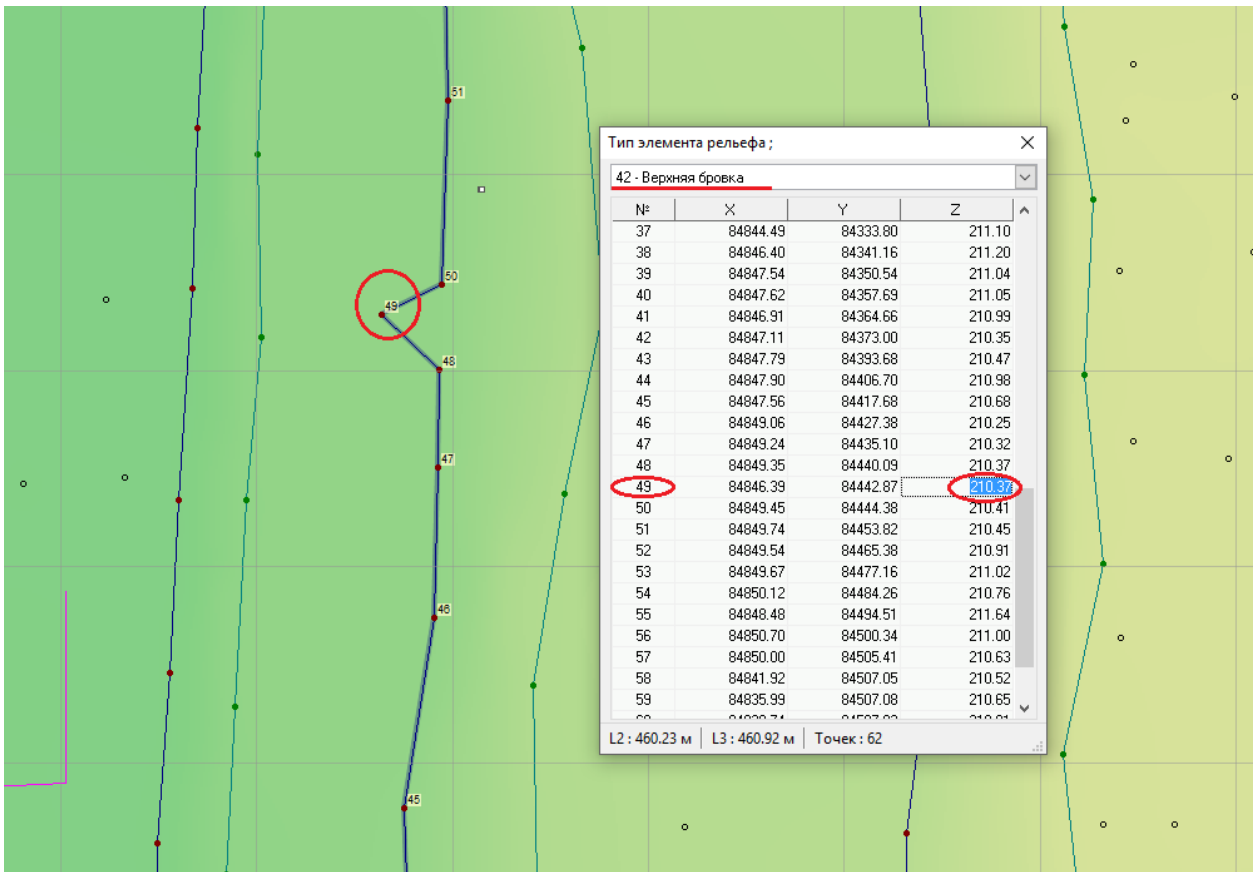 51
50
49
48
47
46
45
Тип элемента рельефа ;
42 - Верхняя бровка
№ X Y Z
37 84844.49 84333.80 211.10
38 84846.40 84341.16 211.20
39 84847.54 84350.54 211.04
40 84847.62 84357.69 211.05
41 84846.91 84364.66 210.99
42 84847.11 84373.00 210.35
43 84847.79 84393.68 210.47
44 84847.90 84406.70 210.98
45 84847.56 84417.68 210.68
46 84849.06 84427.38 210.25
47 84849.24 84435.10 210.32
48 84849.35 84440.09 210.37
49 84846.39 84442.87 210.37
50 84849.45 84444.38 210.41
51 84849.74 84453.82 210.45
52 84849.54 84465.38 210.91
53 84849.67 84477.16 211.02
54 84850.12 84484.26 210.76
55 84848.48 84494.51 211.64
56 84850.70 84500.34 211.00
57 84850.00 84505.41 210.63
58 84841.92 84507.05 210.52
59 84835.99 84507.08 210.65
L2 : 460.23 м L3 : 460.92 м Точек : 62